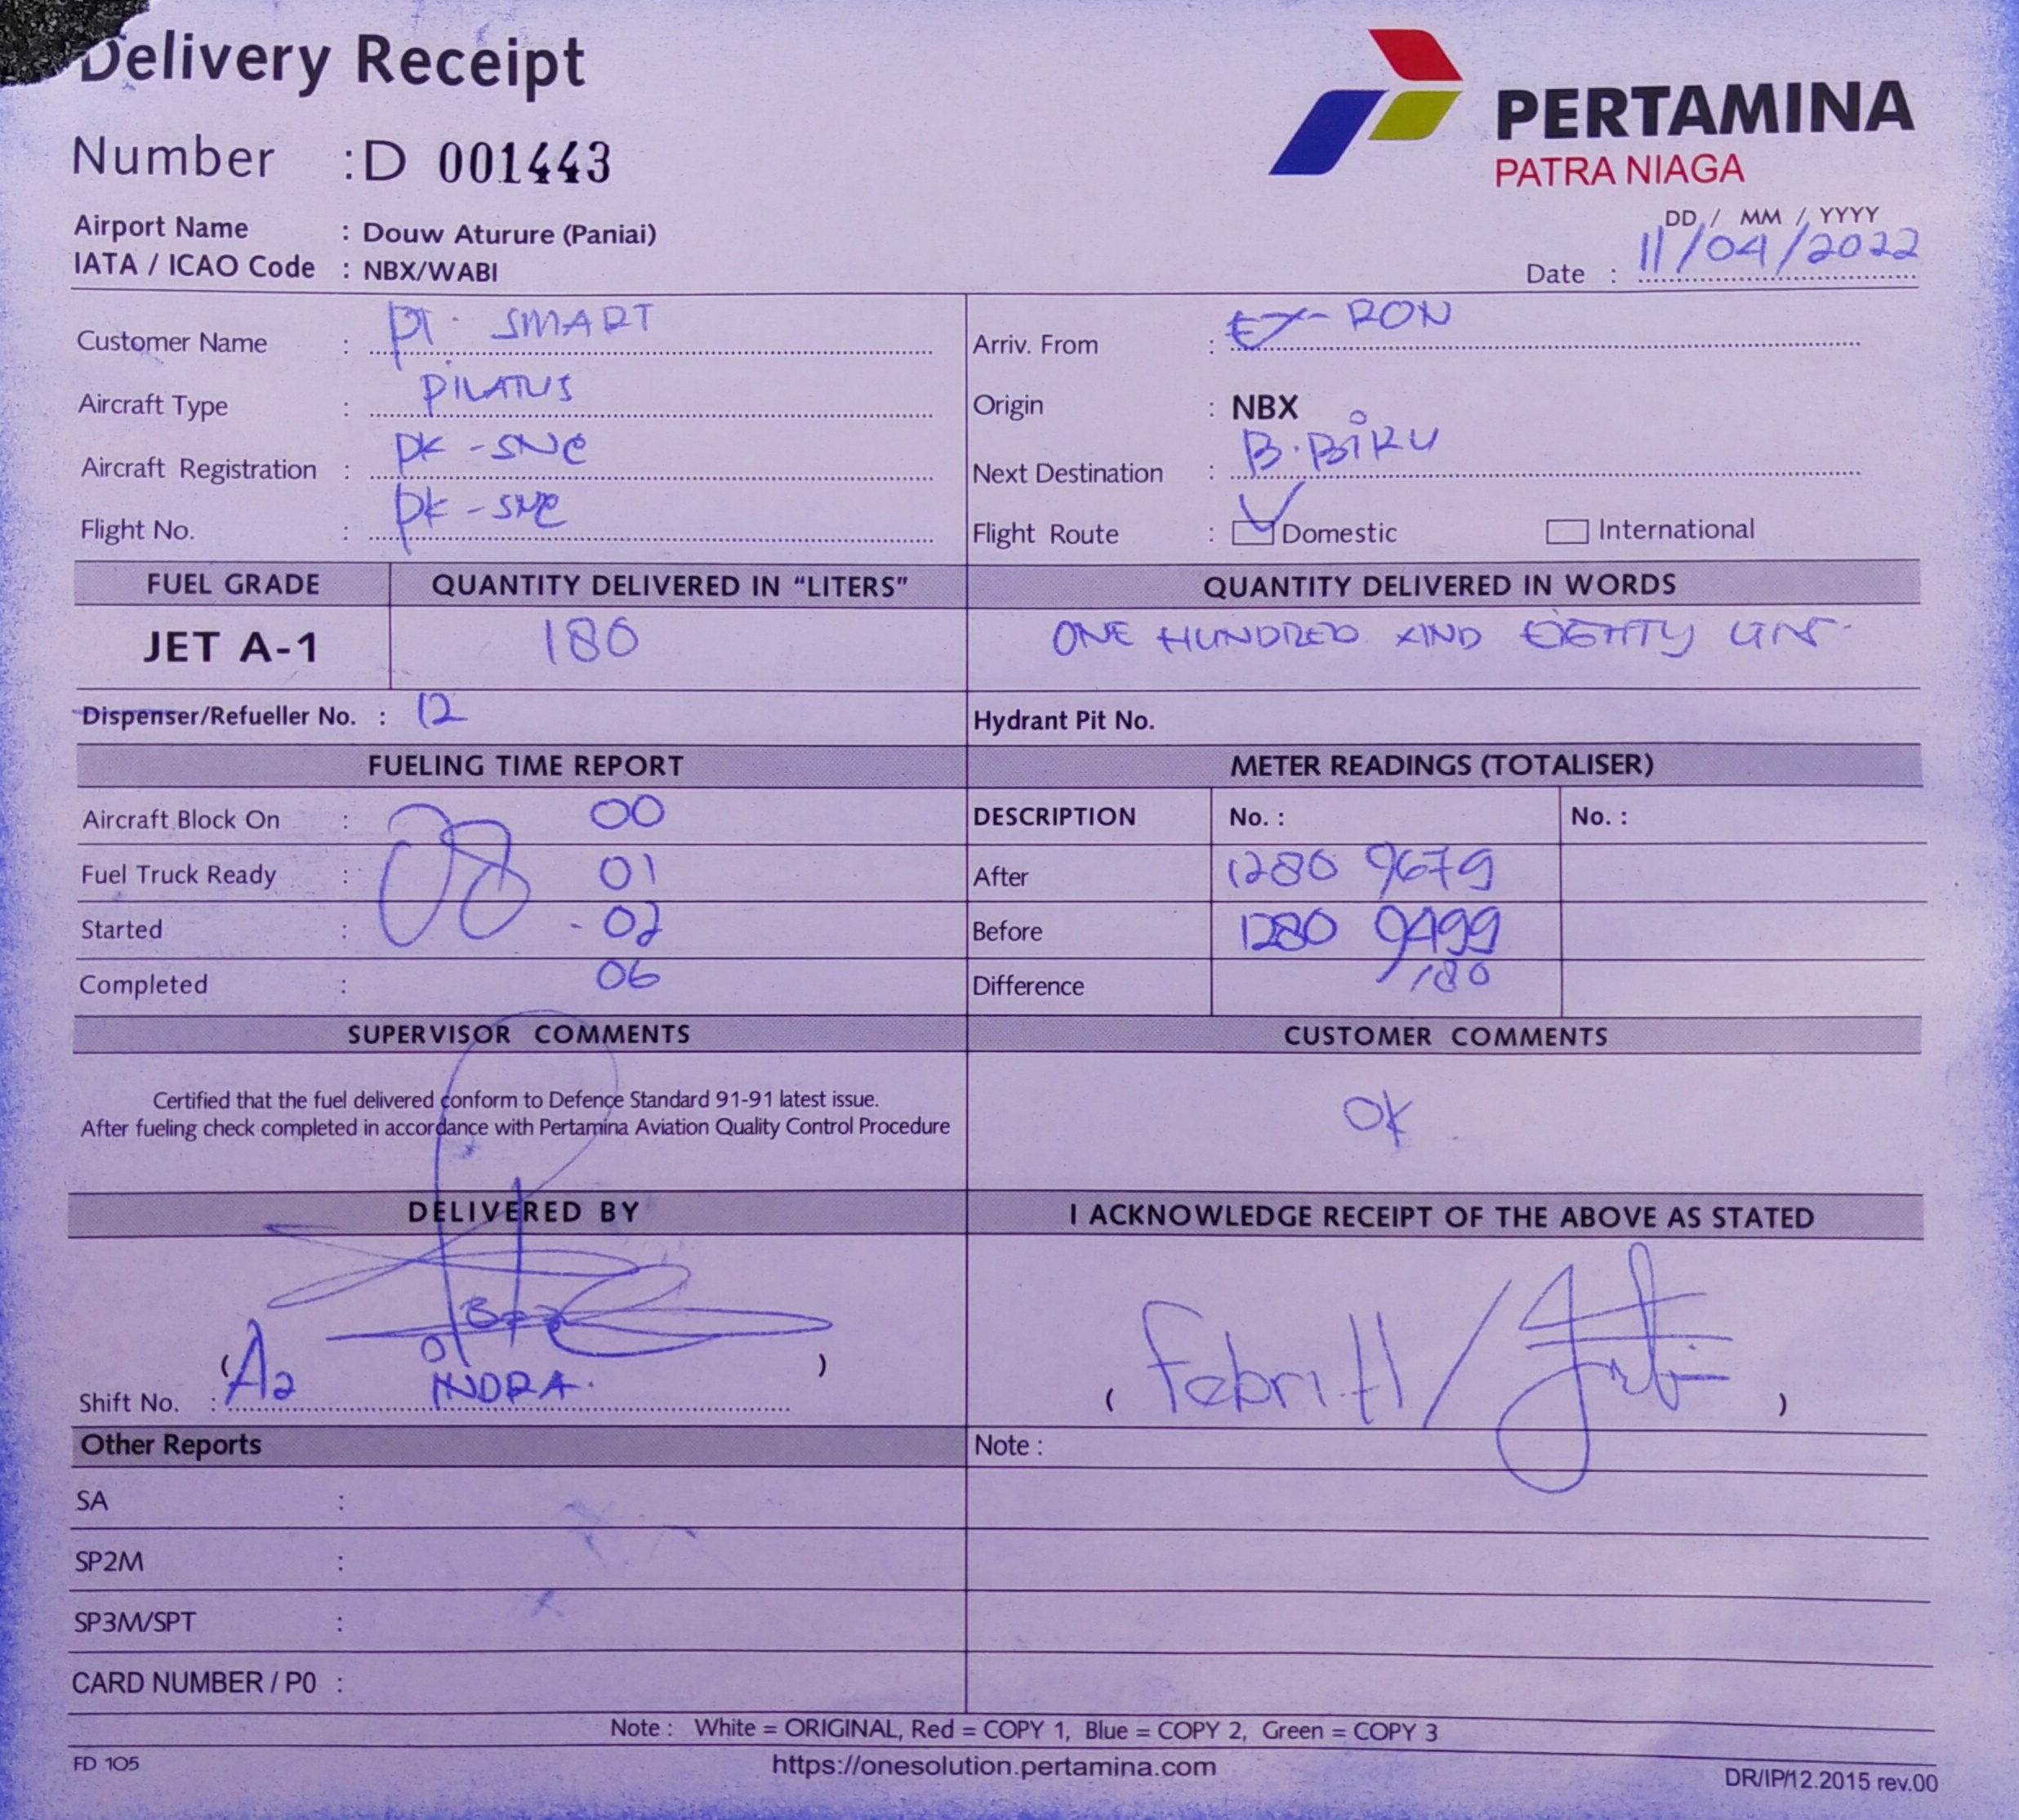 Delivery Receipt
Number : D 001443
PERTAMINA
PATRA NIAGA
Airport Name : Douw Aturure (Paniai)
IATA / ICAO Code : NBX/WABI
DD / MM / YYYY
Date : 11/04/2022
Customer Name : PT. SMART
Arriv. From : EX-RON
Aircraft Type : PILATUS
Origin : NBX
Aircraft Registration : PK-SNC
Next Destination : B.BIRU
Flight No. : PK-SNC
Flight Route : Domestic International
FUEL GRADE QUANTITY DELIVERED IN “LITERS” QUANTITY DELIVERED IN WORDS
JET A-1 180 ONE HUNDRED AND EIGHTY
Dispenser/Refueller No. : 12
Hydrant Pit No.
FUELING TIME REPORT METER READINGS (TOTALISER)
Aircraft Block On : 08 00
DESCRIPTION No. : No. :
Fuel Truck Ready : 01
After 1280 9679
Started : 02
Before 1280 9499
Completed : 06
Difference 180
SUPERVISOR COMMENTS CUSTOMER COMMENTS
Certified that the fuel delivered conform to Defence Standard 91-91 latest issue.
After fueling check completed in accordance with Pertamina Aviation Quality Control Procedure
OK
DELIVERED BY I ACKNOWLEDGE RECEIPT OF THE ABOVE AS STATED
Shift No. : (A2 INDRA. )
( )
Other Reports Note :
SA :
SP2M :
SP3M/SPT :
CARD NUMBER / P0 :
Note : White = ORIGINAL, Red = COPY 1, Blue = COPY 2, Green = COPY 3
FD 105 https://onesolution.pertamina.com DR/IP/12.2015 rev.00